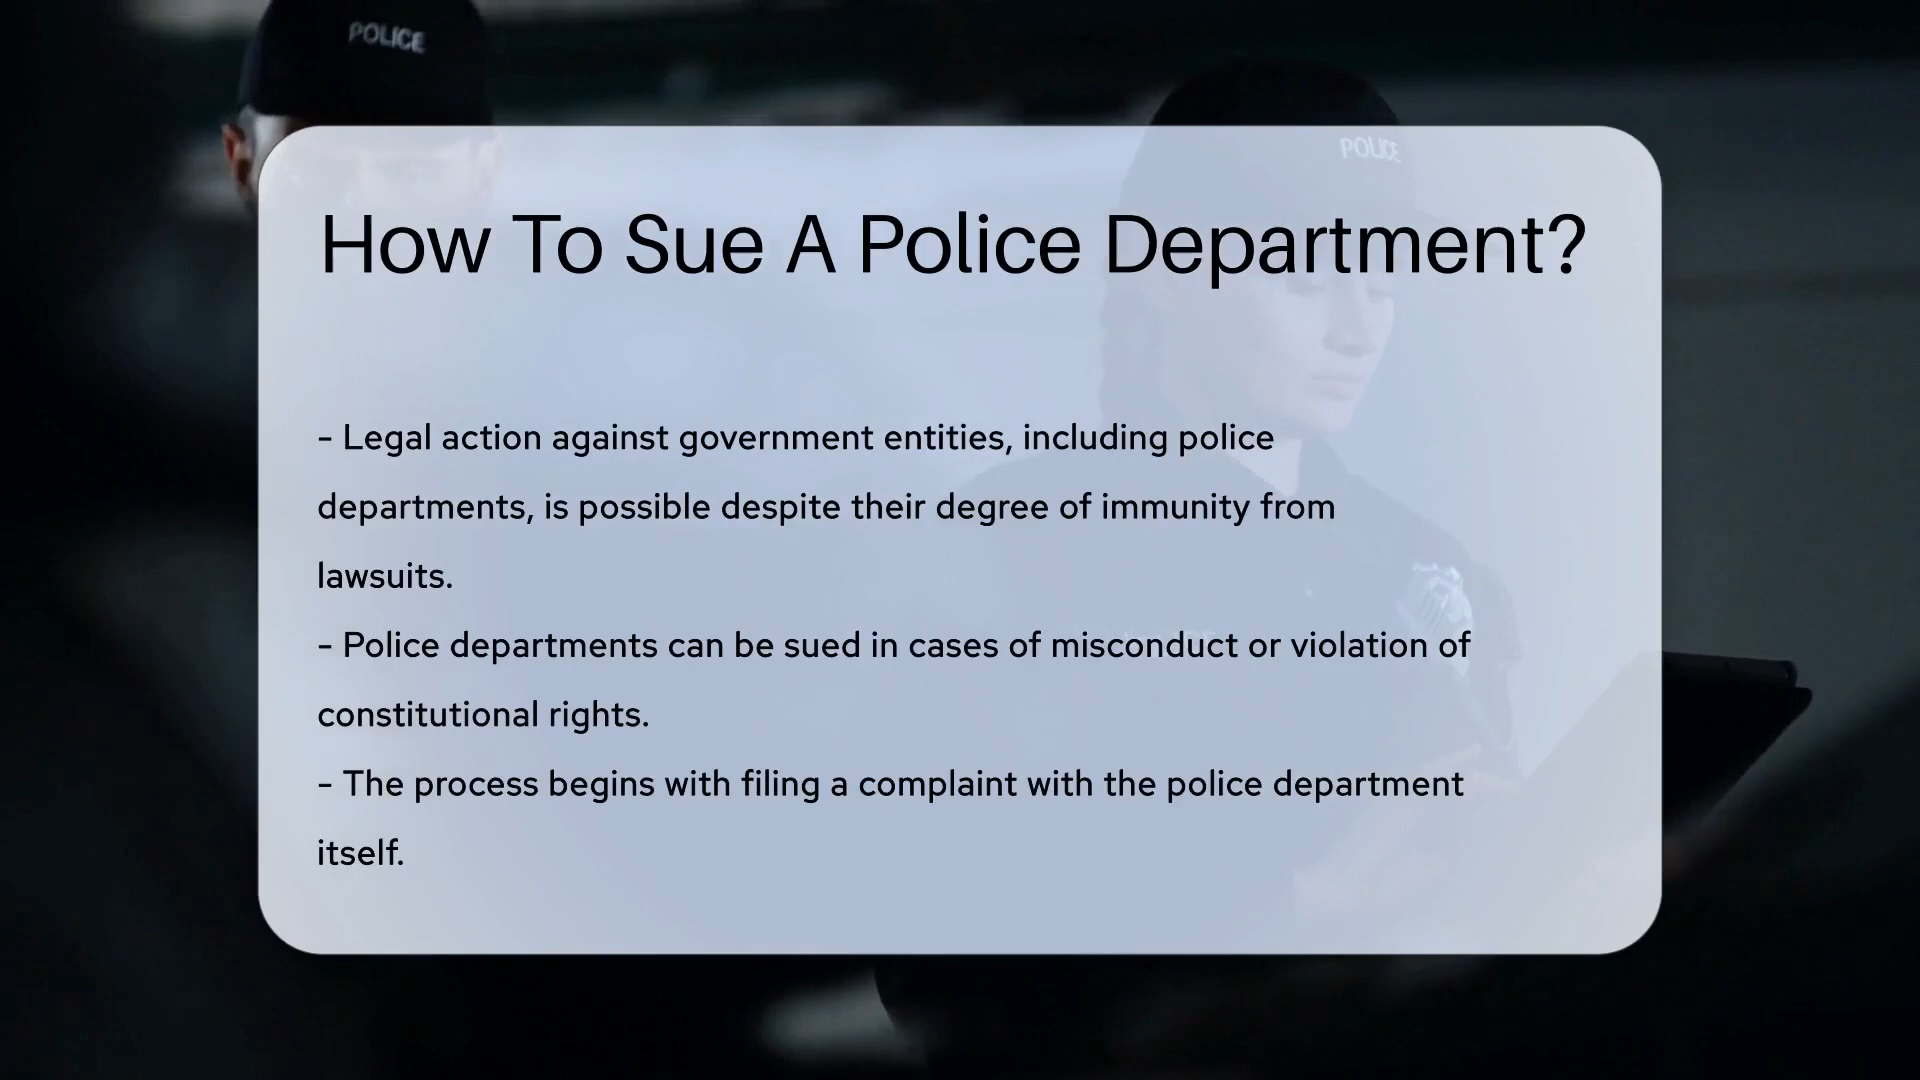 POLICE
POLICE
How To Sue A Police Department?
- Legal action against government entities, including police
departments, is possible despite their degree of immunity from
lawsuits.
- Police departments can be sued in cases of misconduct or violation of
constitutional rights.
- The process begins with filing a complaint with the police department
itself.